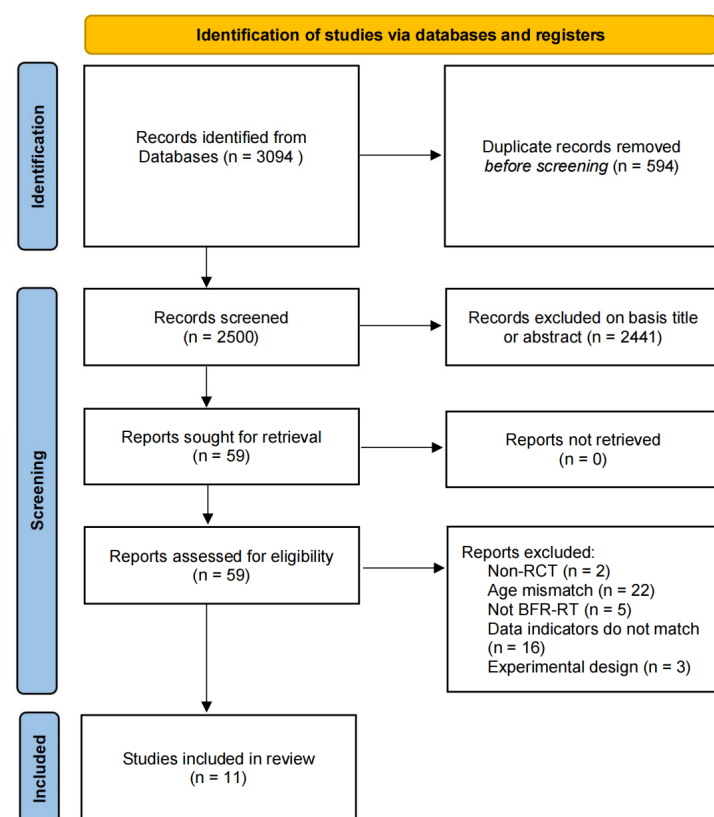 Identification of studies via databases and registers
Identification
Records identified from
Databases (n = 3094 )
Duplicate records removed
before screening (n = 594)
Screening
Records screened
(n = 2500)
Records excluded on basis title
or abstract (n = 2441)
Reports sought for retrieval
(n = 59)
Reports not retrieved
(n = 0)
Reports assessed for eligibility
(n = 59)
Reports excluded:
Non-RCT (n = 2)
Age mismatch (n = 22)
Not BFR-RT (n = 5)
Data indicators do not match
(n = 16)
Experimental design (n = 3)
Included
Studies included in review
(n = 11)